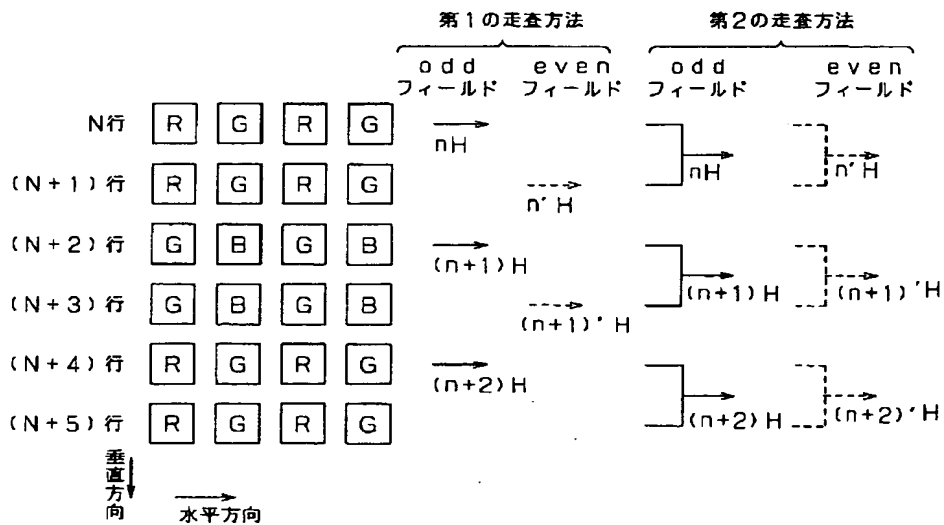 第1の走査方法 第2の走査方法
odd even odd even
フィールド フィールド フィールド フィールド
N行 R G R G nH nH n'H
(N+1)行 R G R G n'H
(N+2)行 G B G B (n+1)H (n+1)H (n+1)'H
(N+3)行 G B G B (n+1)'H
(N+4)行 R G R G (n+2)H (n+2)H (n+2)'H
(N+5)行 R G R G
垂直方向
水平方向